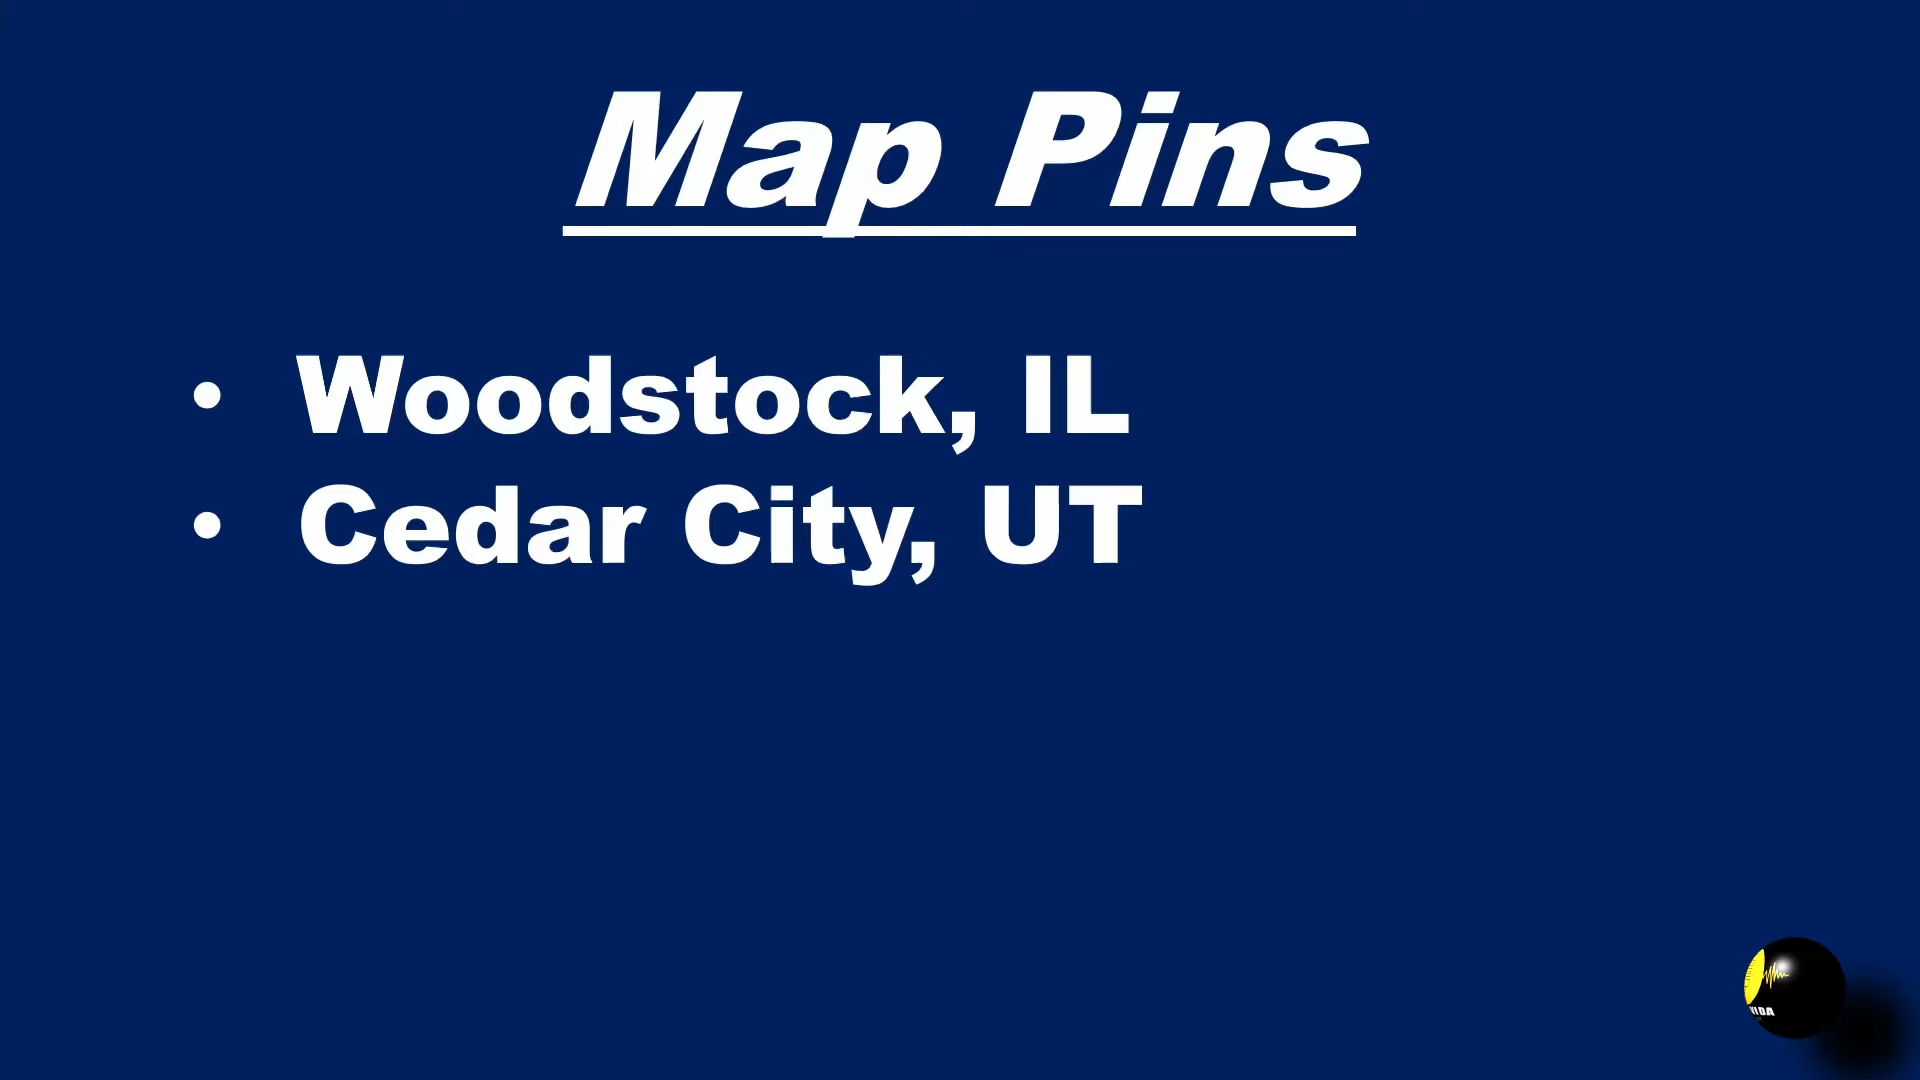 Map Pins
• Woodstock, IL
• Cedar City, UT